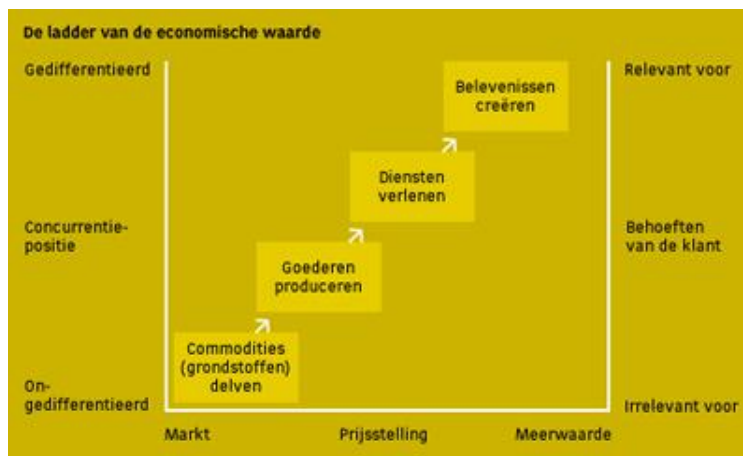 De ladder van de economische waarde
Gedifferentieerd
Relevant voor
Belevenissen
creëren
Diensten
verlenen
Concurrentie-
positie
Behoeften
van de klant
Goederen
produceren
Commodities
(grondstoffen)
delven
On-
gedifferentieerd
Irrelevant voor
Markt
Prijsstelling
Meerwaarde